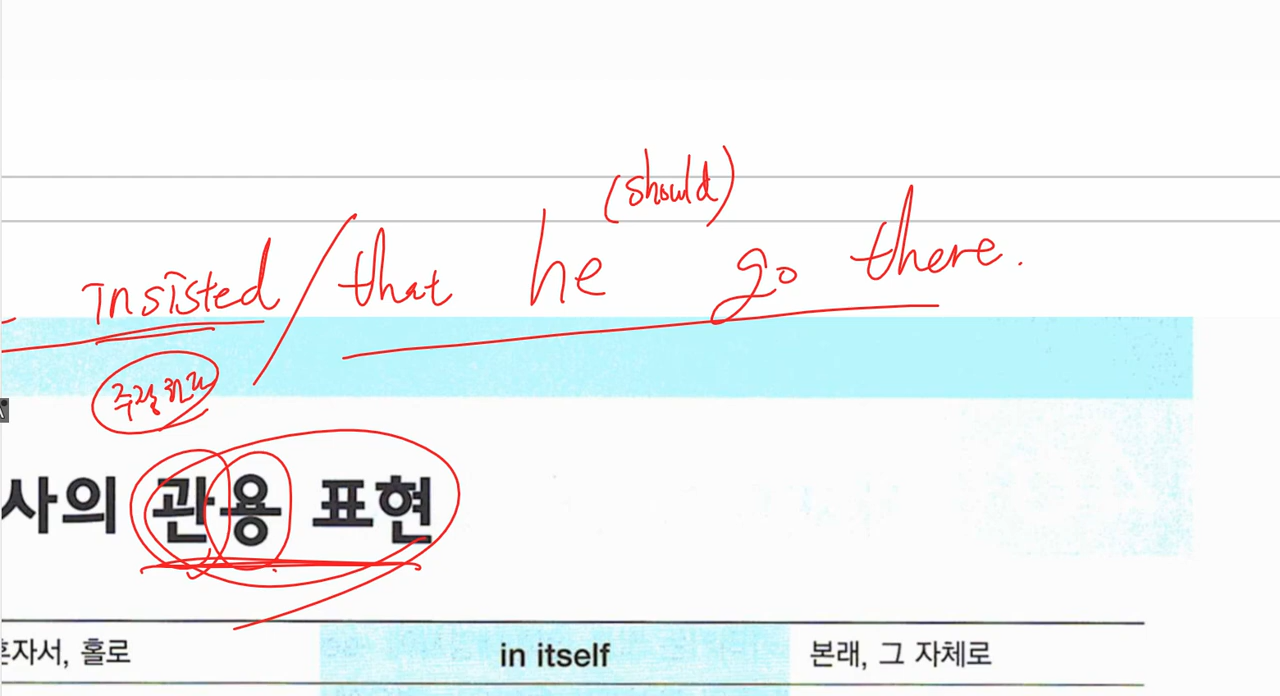 (should)
insisted / that he go there.
주장하다
사의 관용 표현
혼자서, 홀로 in itself 본래, 그 자체로